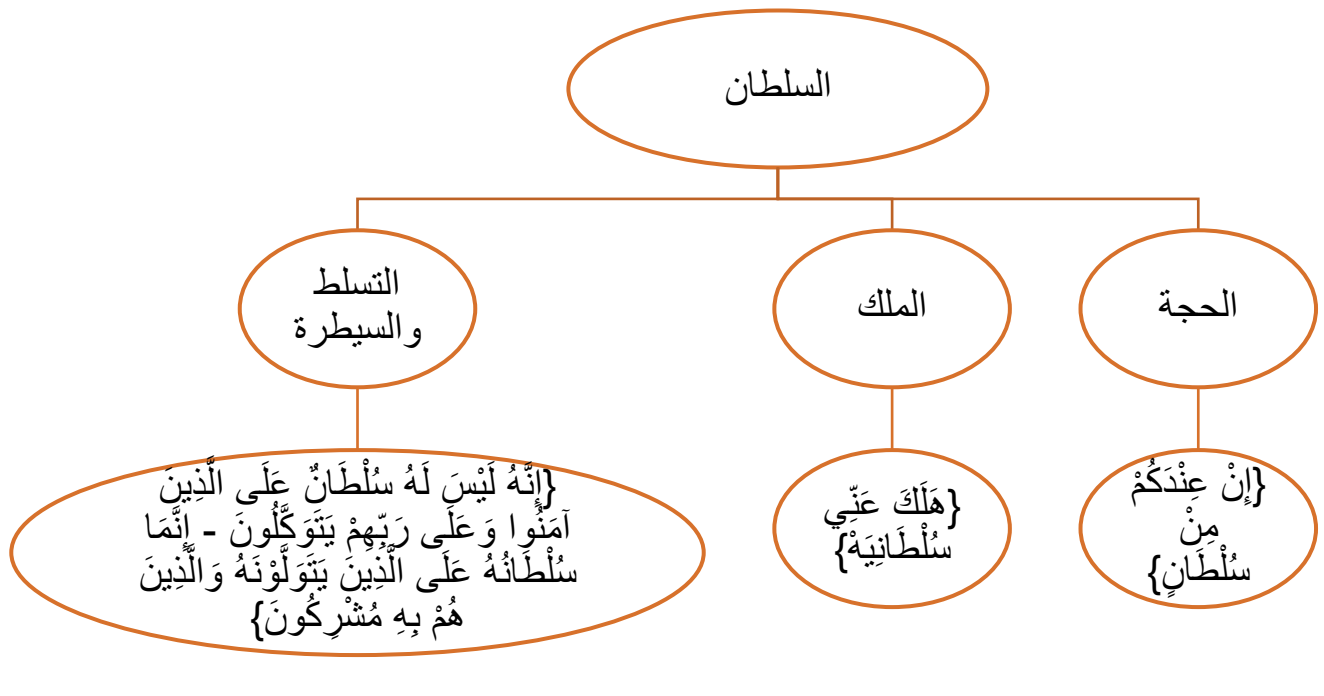 السلطان
الحجة
الملك
التسلط
والسيطرة
{إِنْ عِنْدَكُمْ
مِنْ
سُلْطَانٍ}
{هَلَكَ عَنِّي
سُلْطَانِيَهْ}
{إِنَّهُ لَيْسَ لَهُ سُلْطَانٌ عَلَى الَّذِينَ
آمَنُوا وَعَلَى رَبِّهِمْ يَتَوَكَّلُونَ - إِنَّمَا
سُلْطَانُهُ عَلَى الَّذِينَ يَتَوَلَّوْنَهُ وَالَّذِينَ
هُمْ بِهِ مُشْرِكُونَ}